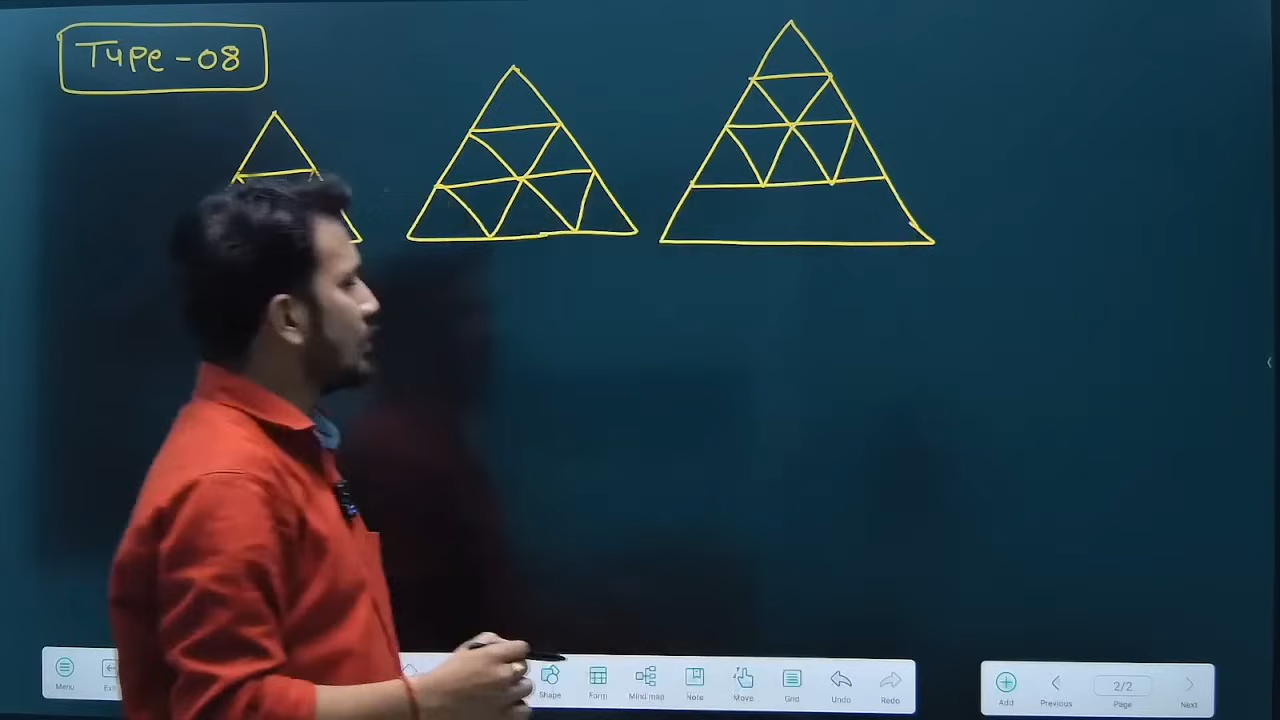 Type-08
Menu
Shape
Form
Mind map
Note
Move
Grid
Undo
Redo
Add
Previous
2/2
Page
Next